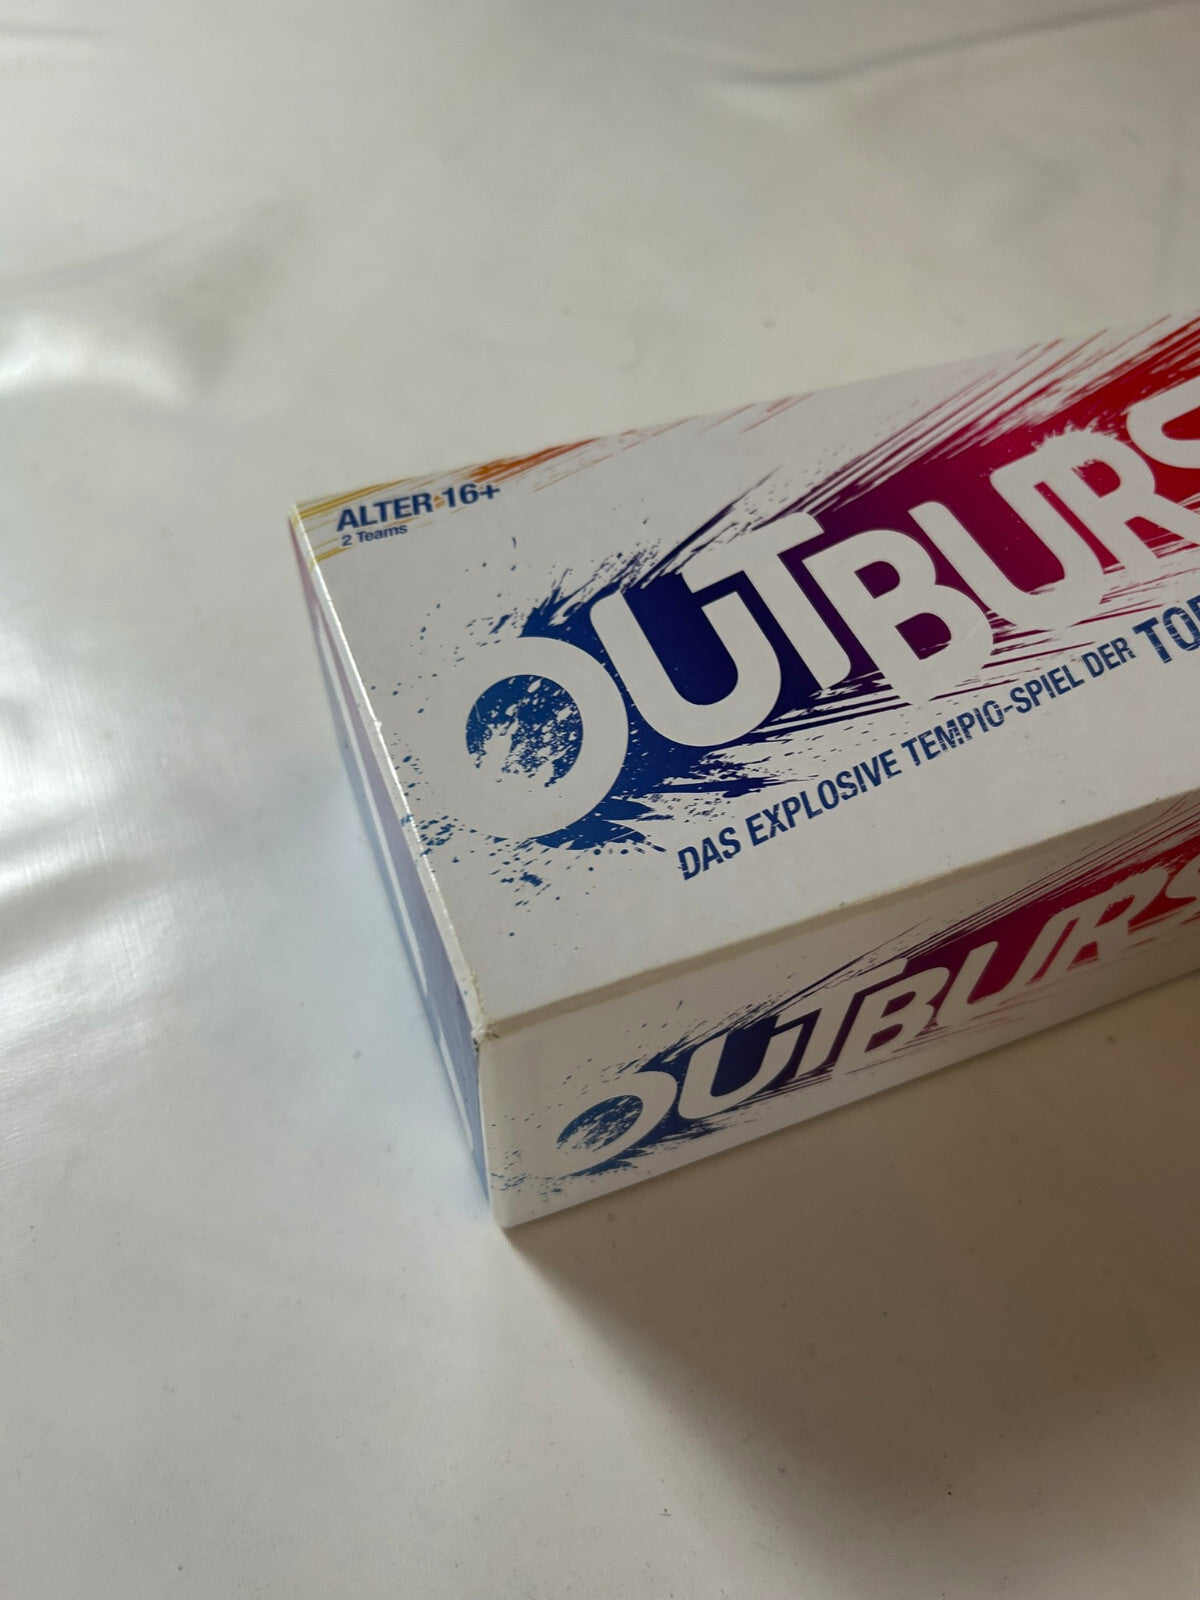 ALTER 16+
2 Teams
OUTBURS
DAS EXPLOSIVE TEMPIO-SPIEL DER TO
OUTBURS